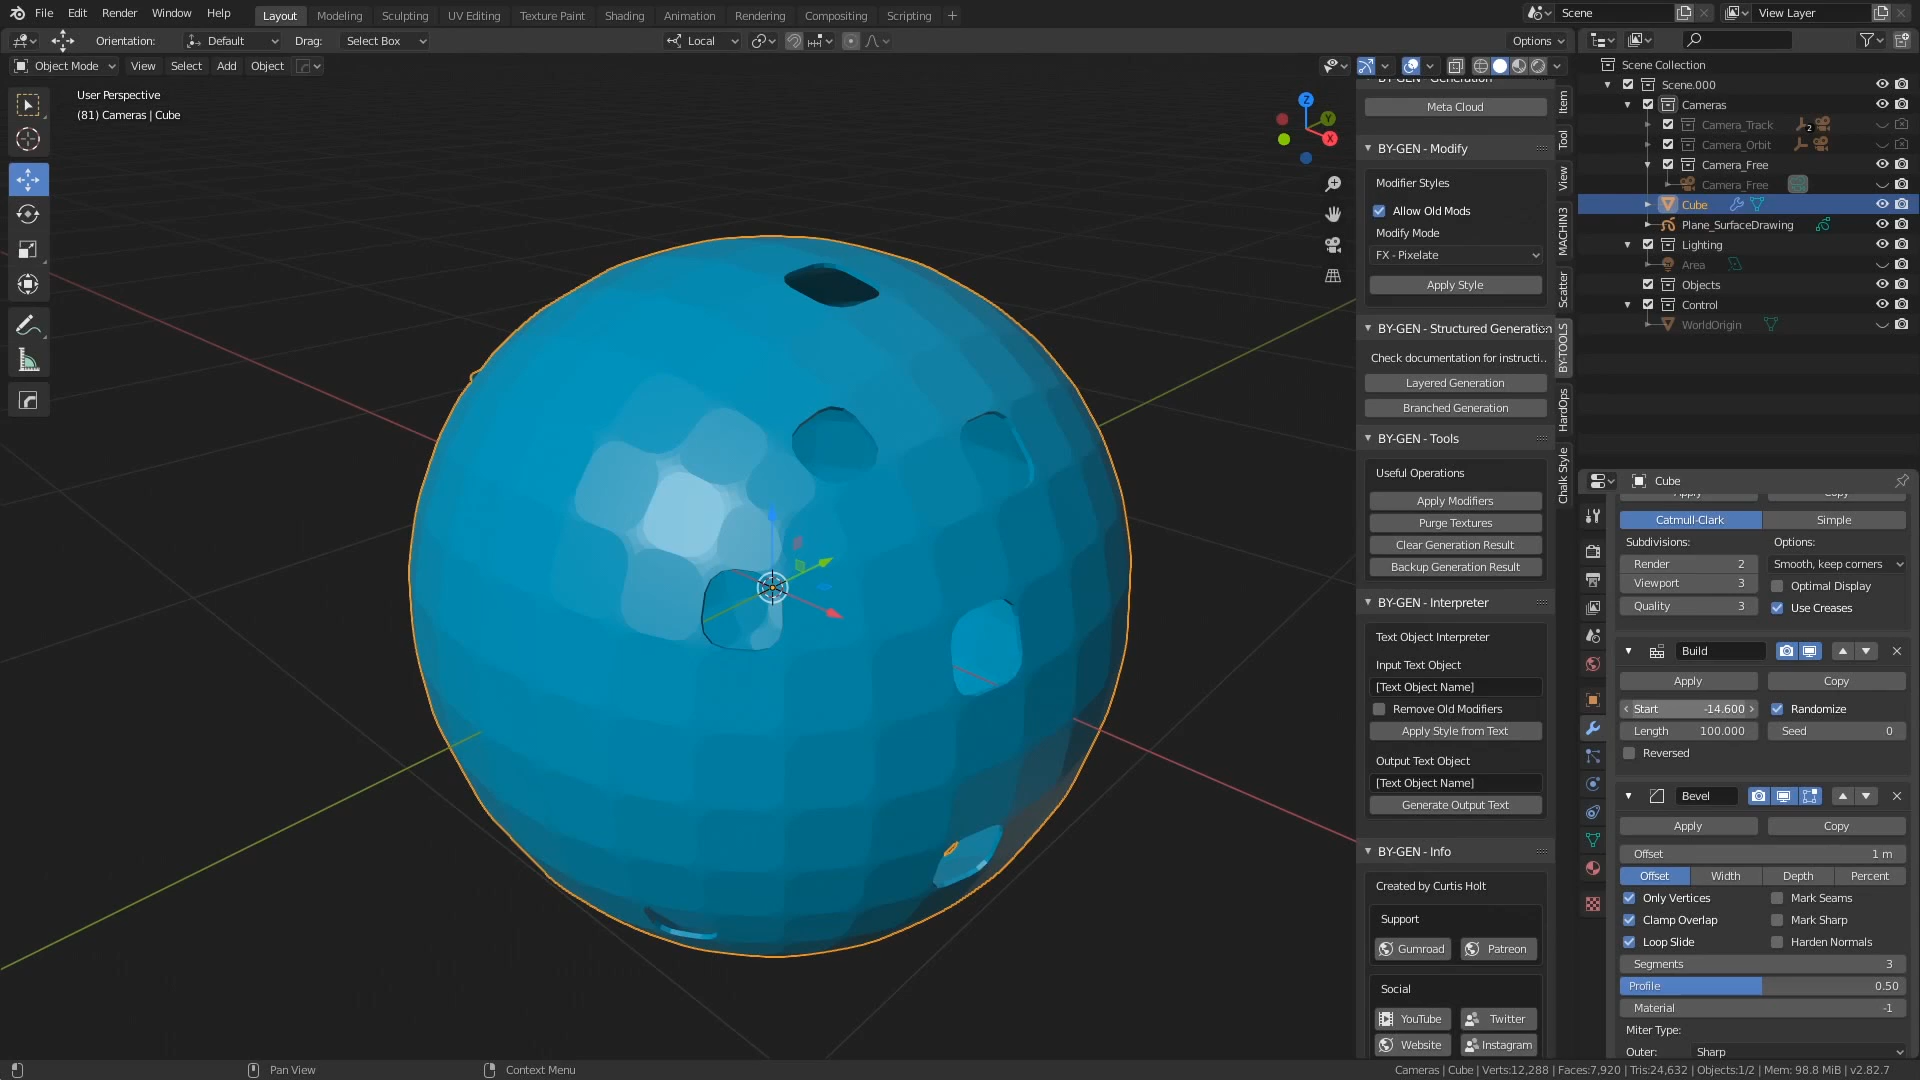 File Edit Render Window Help Layout Modeling Sculpting UV Editing Texture Paint Shading Animation Rendering Compositing Scripting + Scene View Layer
Orientation: Default Drag: Select Box Local Options
Object Mode View Select Add Object
User Perspective
(81) Cameras | Cube
Z
Y
X
BY-GEN - Generation
Meta Cloud
BY-GEN - Modify
Modifier Styles
Allow Old Mods
Modify Mode
FX - Pixelate
Apply Style
BY-GEN - Structured Generation
Check documentation for instructi..
Layered Generation
Branched Generation
BY-GEN - Tools
Useful Operations
Apply Modifiers
Purge Textures
Clear Generation Result
Backup Generation Result
BY-GEN - Interpreter
Text Object Interpreter
Input Text Object
[Text Object Name]
Remove Old Modifiers
Apply Style from Text
Output Text Object
[Text Object Name]
Generate Output Text
BY-GEN - Info
Created by Curtis Holt
Support
Gumroad Patreon
Social
YouTube Twitter
Website Instagram
Item
Tool
View
MACHIN3
Scatter
BY-TOOLS
HardOps
Chalk Style
Scene Collection
Scene.000
Cameras
Camera_Track 2
Camera_Orbit
Camera_Free
Camera_Free
Cube
Plane_SurfaceDrawing
Lighting
Area
Objects
Control
WorldOrigin
Cube
Apply Copy
Catmull-Clark Simple
Subdivisions: Options:
Render 2 Smooth, keep corners
Viewport 3 Optimal Display
Quality 3 Use Creases
Build
Apply Copy
Start -14.600 Randomize
Length 100.000 Seed 0
Reversed
Bevel
Apply Copy
Offset 1 m
Offset Width Depth Percent
Only Vertices Mark Seams
Clamp Overlap Mark Sharp
Loop Slide Harden Normals
Segments 3
Profile 0.50
Material -1
Miter Type:
Outer: Sharp
Pan View Context Menu Cameras | Cube | Verts:12,288 | Faces:7,920 | Tris:24,632 | Objects:1/2 | Mem: 98.8 MiB | v2.82.7